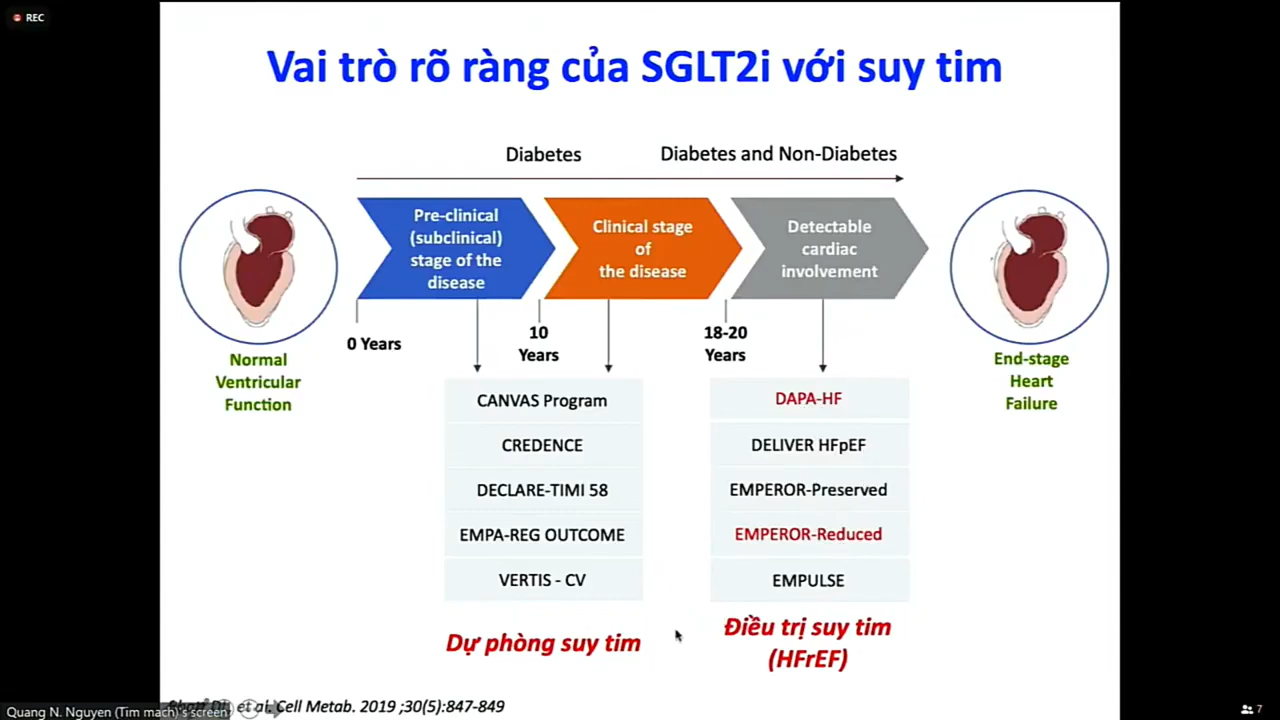 REC
Vai trò rõ ràng của SGLT2i với suy tim
Diabetes
Diabetes and Non-Diabetes
Pre-clinical
(subclinical)
stage of the
disease
Clinical stage
of
the disease
Detectable
cardiac
involvement
0 Years
10
Years
18-20
Years
Normal
Ventricular
Function
End-stage
Heart
Failure
CANVAS Program
CREDENCE
DECLARE-TIMI 58
EMPA-REG OUTCOME
VERTIS - CV
DAPA-HF
DELIVER HFpEF
EMPEROR-Preserved
EMPEROR-Reduced
EMPULSE
Dự phòng suy tim
Điều trị suy tim
(HFrEF)
et al. Cell Metab. 2019 ;30(5):847-849
Quang N. Nguyen (Tim mach)'s screen
7